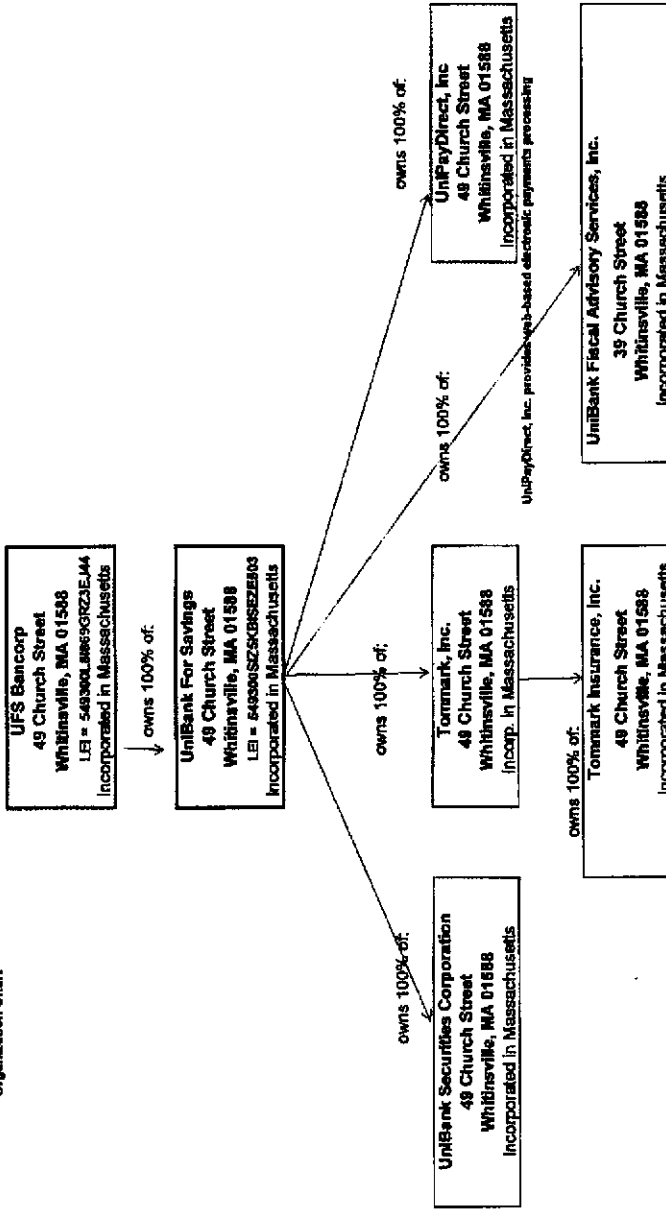 Organization Chart
UFS Bancorp
49 Church Street
Whitinsville, MA 01588
Incorporated in Massachusetts
owns 100% of:
UniBank For Savings
49 Church Street
Whitinsville, MA 01588
Incorporated in Massachusetts
owns 100% of:
owns 100% of:
owns 100% of:
owns 100% of:
UniBank Securities Corporation
49 Church Street
Whitinsville, MA 01588
Incorporated in Massachusetts
Tommark, Inc.
49 Church Street
Whitinsville, MA 01588
Incorp. in Massachusetts
UniPayDirect, Inc
49 Church Street
Whitinsville, MA 01588
Incorporated in Massachusetts
UniPayDirect, Inc. provides web-based electronic payments processing
owns 100% of:
Tommark Insurance, Inc.
49 Church Street
Whitinsville, MA 01588
Incorporated in Massachusetts
UniBank Fiscal Advisory Services, Inc.
39 Church Street
Whitinsville, MA 01588
Incorporated in Massachusetts